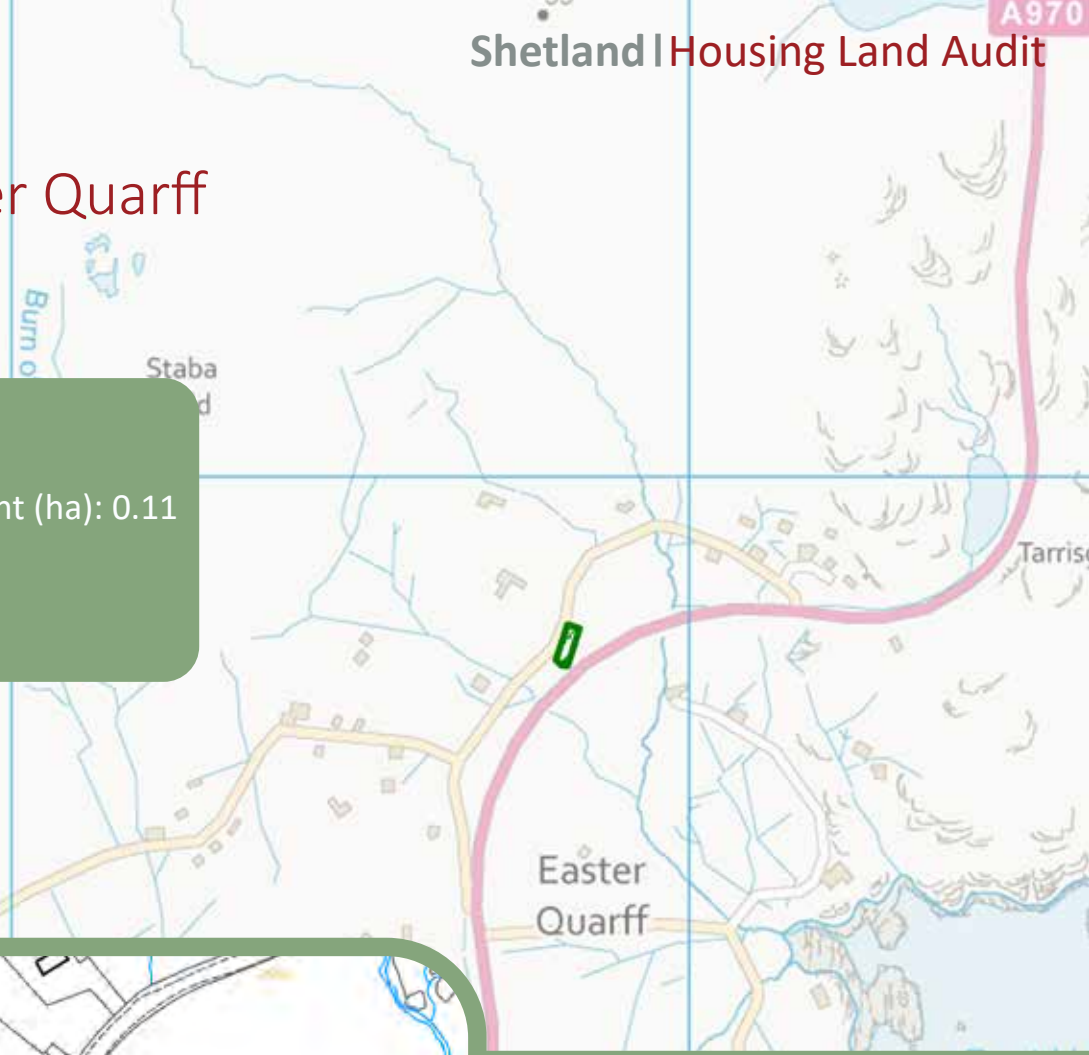 A970
Shetland|Housing Land Audit
er Quarff
Burn o
Staba
d
nt (ha): 0.11
Tarris
Easter
Quarff